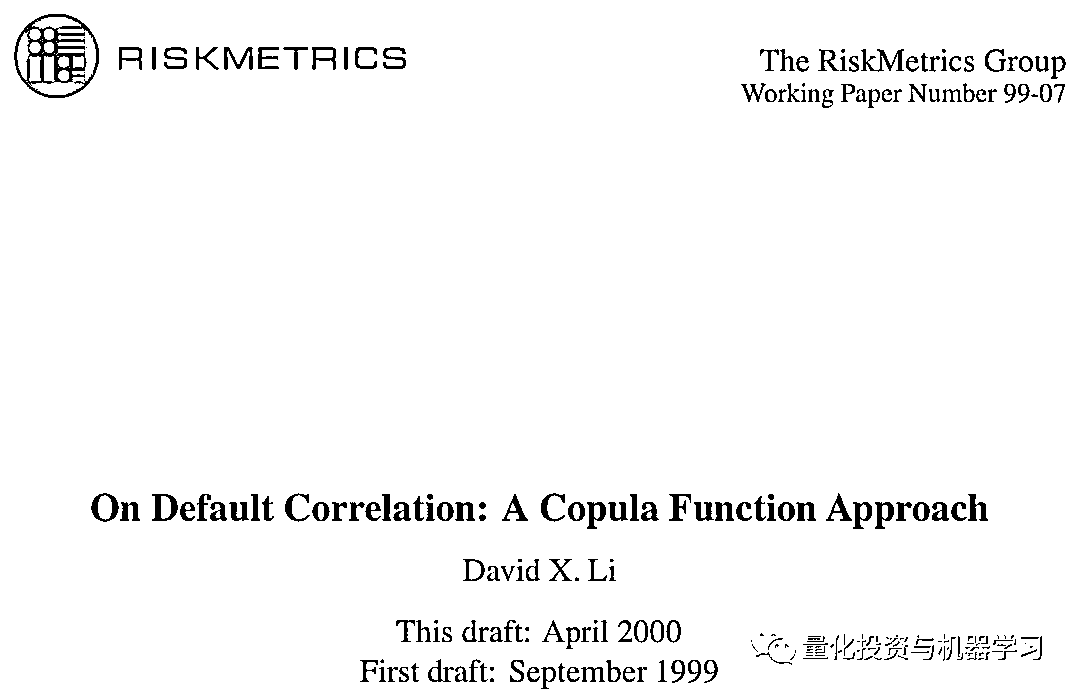 RISKMETRICS
The RiskMetrics Group
Working Paper Number 99-07
On Default Correlation: A Copula Function Approach
David X. Li
This draft: April 2000
First draft: September 1999
量化投资与机器学习